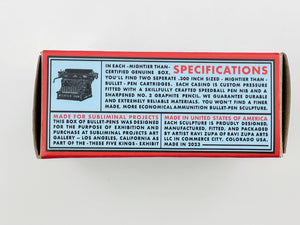 IN EACH -MIGHTIER THAN-
CERTIFIED GENUINE BOX,
YOU'LL FIND TWO SEPERATE .300 INCH SIZED -MIGHTIER THAN-
BULLET-PEN CARTRIDGES. EACH CASING IS CUSTOM PRESSURE
FITTED WITH A SKILLFULLY CRAFTED SPEEDBALL PEN NIB AND A
SHARPENED NO. 2 GRAPHITE PENCIL. WE GUARANTEE DURABLE
AND EXTREMELY RELIABLE MATERIALS. YOU WON'T FIND A FINER
MADE, MORE ECONOMICAL AMMUNITION BULLET-PEN SCULPTURE.
SPECIFICATIONS
MADE FOR SUBLIMINAL PROJECTS
THIS BOX OF BULLET-PENS WAS DESIGNED
FOR THE PURPOSE OF EXHIBITION AND
PURCHASE AT SUBLIMINAL PROJECTS ART
GALLERY - LOS ANGELES, CALIFORNIA AS
PART OF THE -THESE FIVE KINGS- EXHIBIT
MADE IN UNITED STATES OF AMERICA
EACH SCULPTURE IS PROUDLY DESIGNED,
MANUFACTURED, FITTED, AND PACKAGED
BY ARTIST RAVI ZUPA OF RAVI ZUPA ARTS
LLC IN COMMERCE CITY, COLORADO USA.
MADE IN 2023